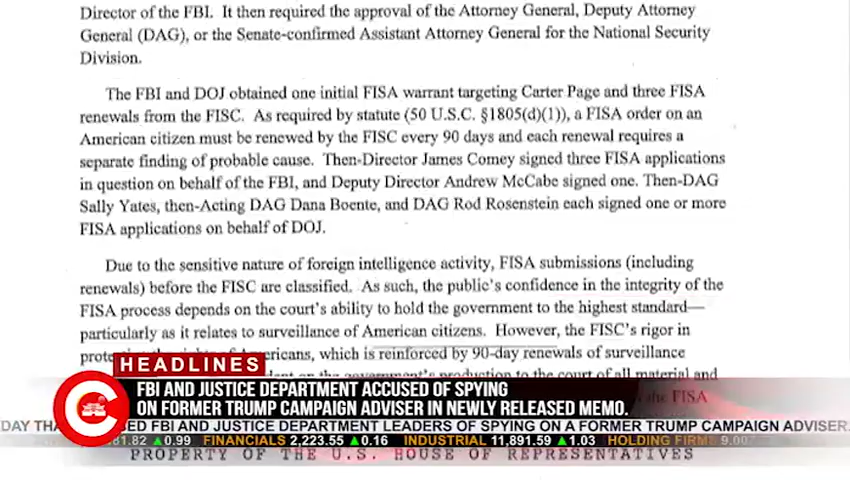 Director of the FBI. It then required the approval of the Attorney General, Deputy Attorney
General (DAG), or the Senate-confirmed Assistant Attorney General for the National Security
Division.
The FBI and DOJ obtained one initial FISA warrant targeting Carter Page and three FISA
renewals from the FISC. As required by statute (50 U.S.C. §1805(d)(1)), a FISA order on an
American citizen must be renewed by the FISC every 90 days and each renewal requires a
separate finding of probable cause. Then-Director James Comey signed three FISA applications
in question on behalf of the FBI, and Deputy Director Andrew McCabe signed one. Then-DAG
Sally Yates, then-Acting DAG Dana Boente, and DAG Rod Rosenstein each signed one or more
FISA applications on behalf of DOJ.
Due to the sensitive nature of foreign intelligence activity, FISA submissions (including
renewals) before the FISC are classified. As such, the public's confidence in the integrity of the
FISA process depends on the court's ability to hold the government to the highest standard—
particularly as it relates to surveillance of American citizens. However, the FISC's rigor in
which is reinforced by 90-day renewals of surveillance
production to the court of all material and
the FISA
HEADLINES
FBI AND JUSTICE DEPARTMENT ACCUSED OF SPYING
ON FORMER TRUMP CAMPAIGN ADVISER IN NEWLY RELEASED MEMO.
DAY FBI AND JUSTICE DEPARTMENT LEADERS OF SPYING ON A FORMER TRUMP CAMPAIGN ADVISER.
81.82 ▲0.99 FINANCIALS 2,223.55 ▲0.16 INDUSTRIAL 11,891.59 ▲1.03 HOLDING FIRMS 9,007
PROPERTY OF THE U.S. HOUSE OF REPRESENTATIVES